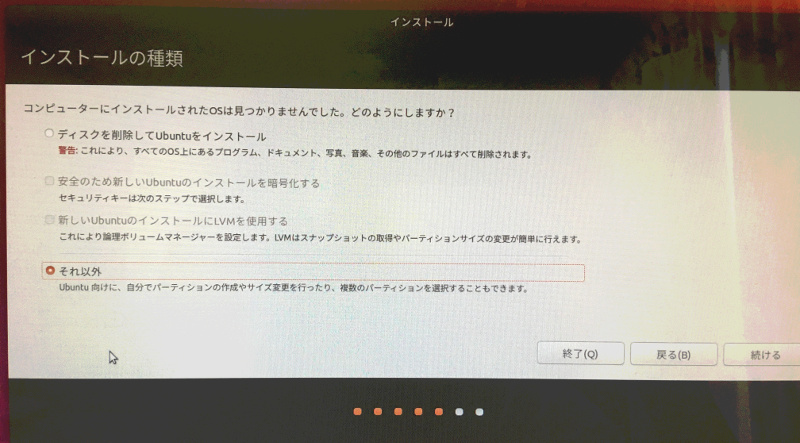 インストール
インストールの種類
コンピューターにインストールされたOSは見つかりませんでした。どのようにしますか？
ディスクを削除してUbuntuをインストール
警告: これにより、すべてのOS上にあるプログラム、ドキュメント、写真、音楽、その他のファイルはすべて削除されます。
安全のため新しいUbuntuのインストールを暗号化する
セキュリティキーは次のステップで選択します。
新しいUbuntuのインストールにLVMを使用する
これにより論理ボリュームマネージャーを設定します。LVMはスナップショットの取得やパーティションサイズの変更が簡単に行えます。
それ以外
Ubuntu 向けに、自分でパーティションの作成やサイズ変更を行ったり、複数のパーティションを選択することもできます。
終了(Q) 戻る(B) 続ける